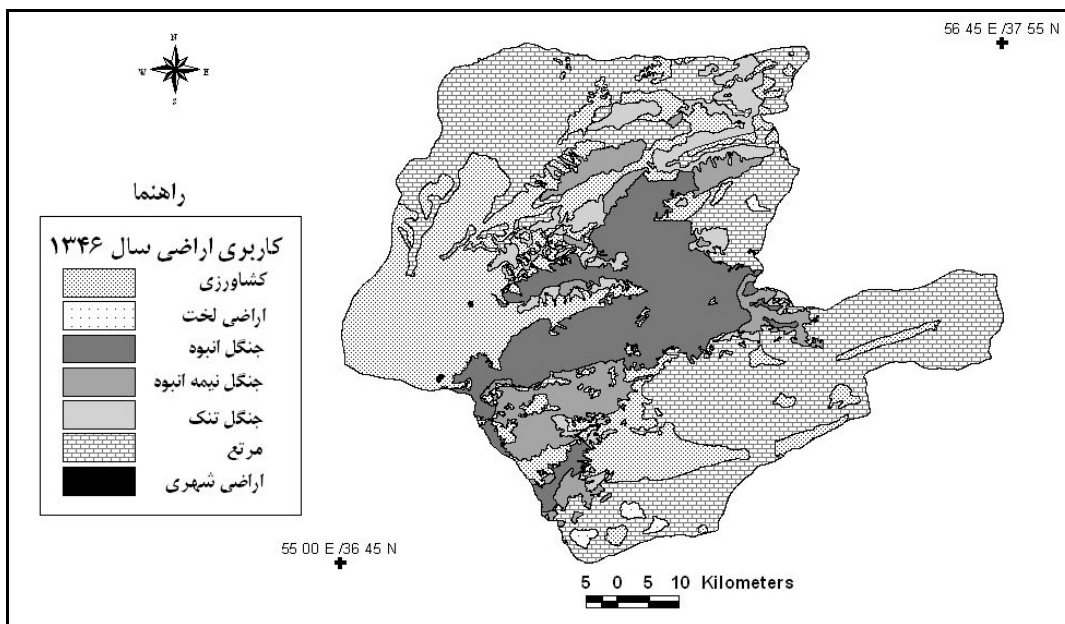 56 45 E /37 55 N
N
W E
S
راهنما
کاربری اراضی سال ۱۳۴۶
کشاورزی
اراضی لخت
جنگل انبوه
جنگل نیمه انبوه
جنگل تنک
مرتع
اراضی شهری
55 00 E / 36 45 N
5 0 5 10 Kilometers